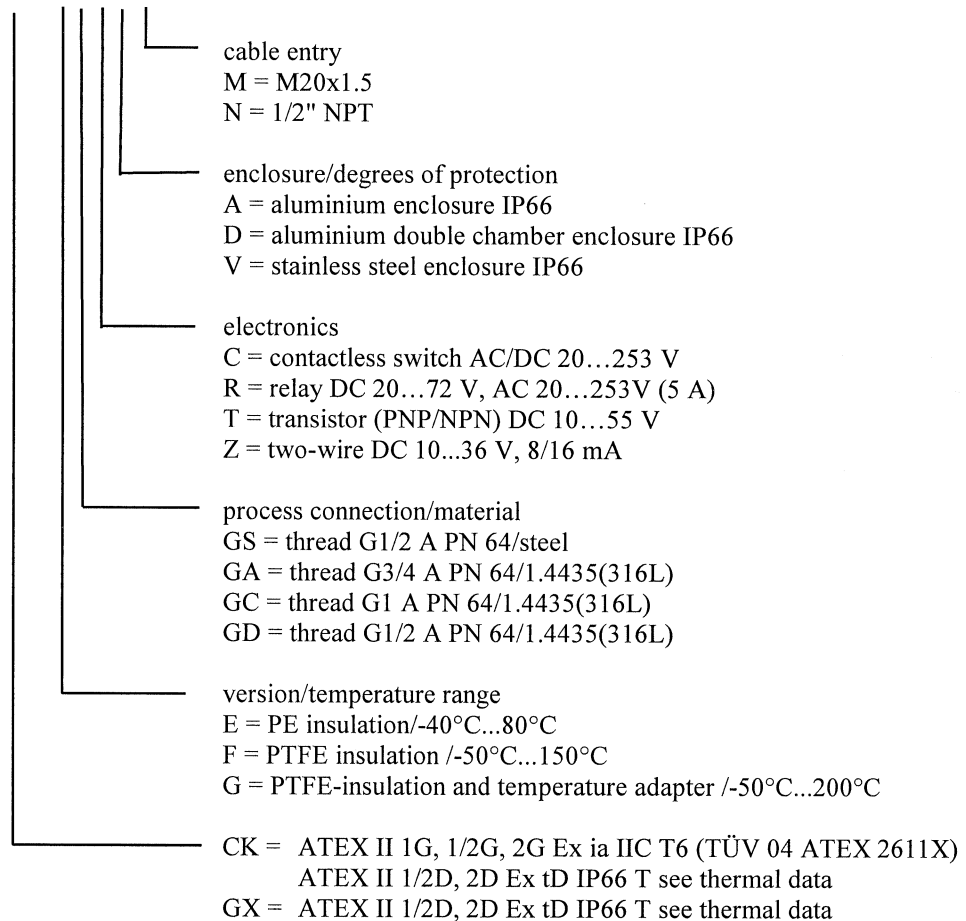 cable entry
M = M20x1.5
N = 1/2" NPT
enclosure/degrees of protection
A = aluminium enclosure IP66
D = aluminium double chamber enclosure IP66
V = stainless steel enclosure IP66
electronics
C = contactless switch AC/DC 20...253 V
R = relay DC 20...72 V, AC 20...253V (5 A)
T = transistor (PNP/NPN) DC 10...55 V
Z = two-wire DC 10...36 V, 8/16 mA
process connection/material
GS = thread G1/2 A PN 64/steel
GA = thread G3/4 A PN 64/1.4435(316L)
GC = thread G1 A PN 64/1.4435(316L)
GD = thread G1/2 A PN 64/1.4435(316L)
version/temperature range
E = PE insulation/-40°C...80°C
F = PTFE insulation /-50°C...150°C
G = PTFE-insulation and temperature adapter /-50°C...200°C
CK = ATEX II 1G, 1/2G, 2G Ex ia IIC T6 (TÜV 04 ATEX 2611X)
ATEX II 1/2D, 2D Ex tD IP66 T see thermal data
GX = ATEX II 1/2D, 2D Ex tD IP66 T see thermal data